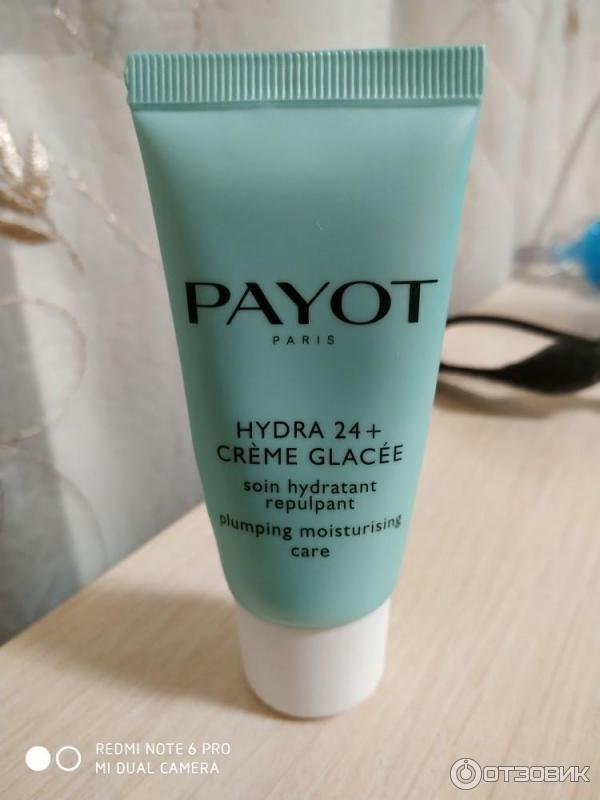 PAYOT
PARIS
HYDRA 24+
CRÈME GLACÉE
soin hydratant
repulpant
plumping moisturising
care
REDMI NOTE 6 PRO
MI DUAL CAMERA
ОТЗОВИК